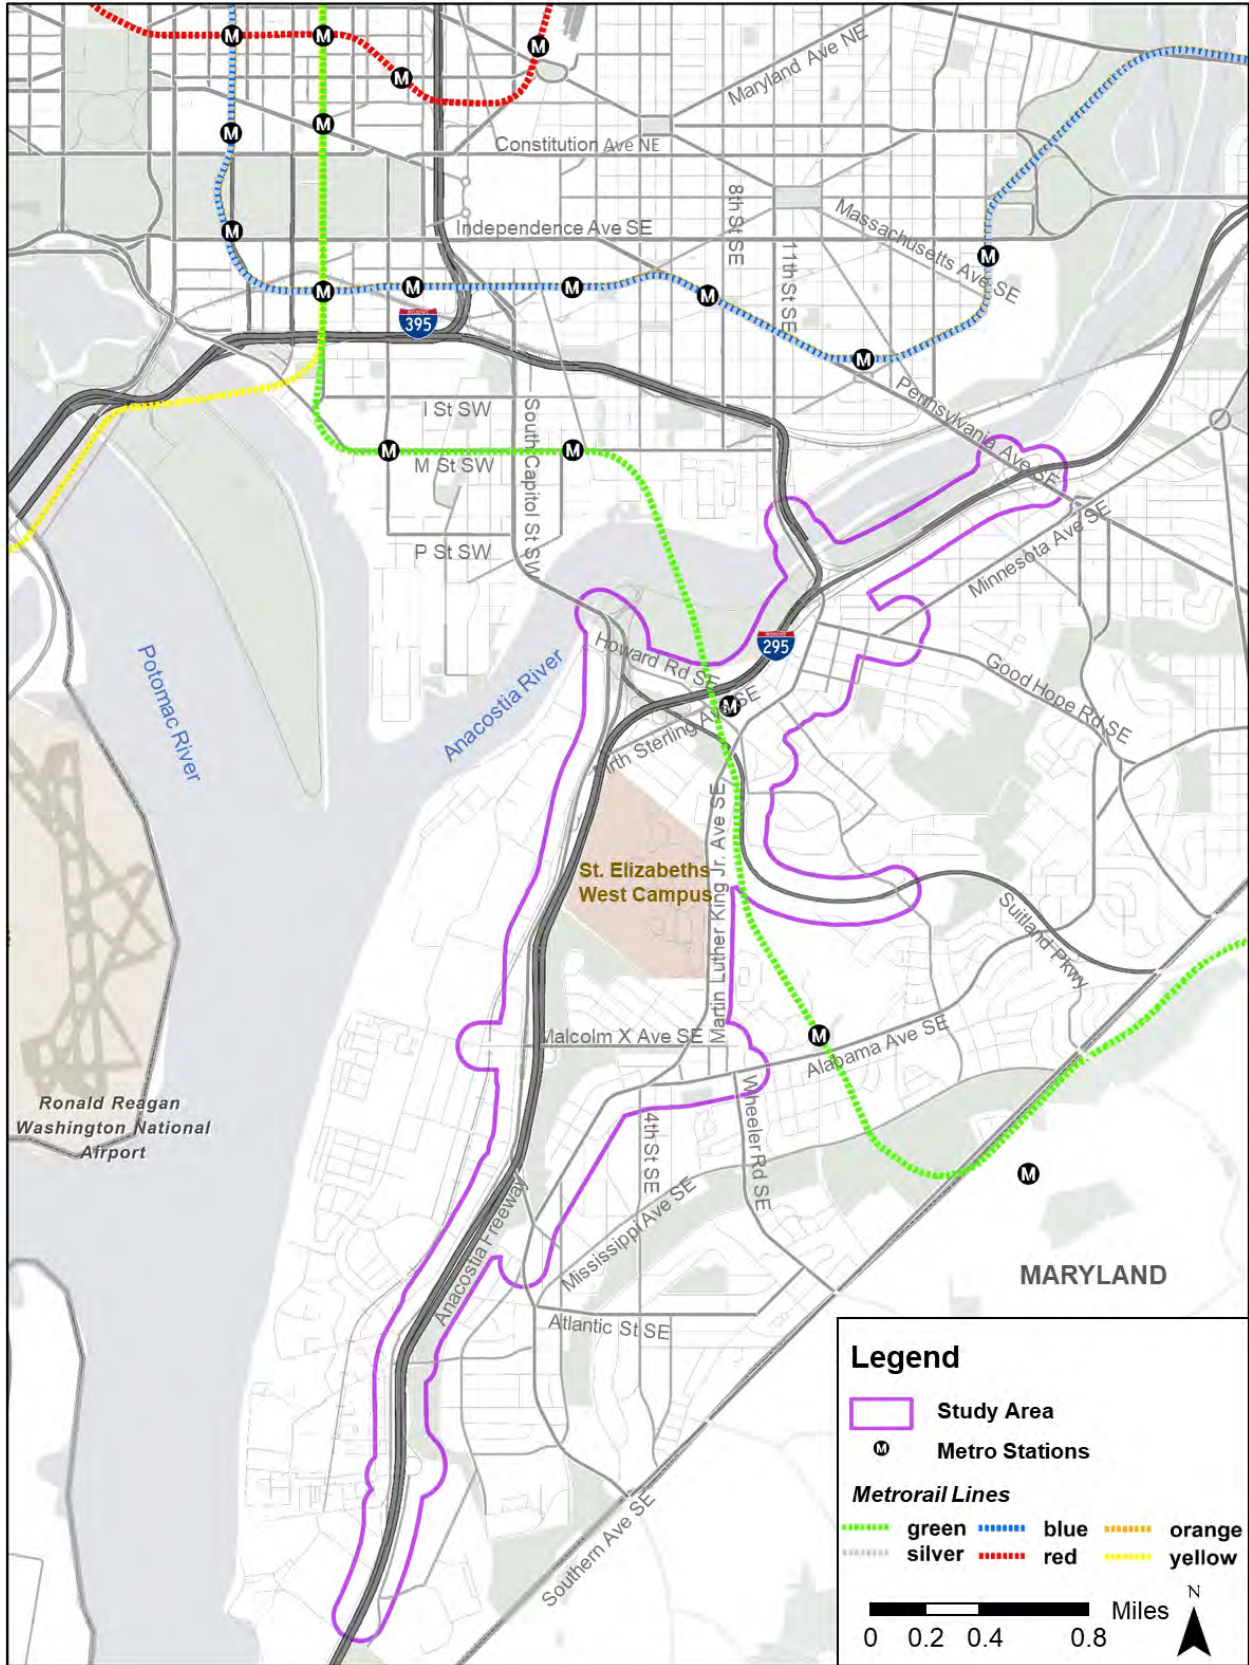 M
M
M
Maryland Ave NE
M
M
M
Constitution Ave NE
8th St SE
Massachusetts Ave SE
Independence Ave SE
M
11th St SE
M
M
M
M
M
395
M
Pennsylvania Ave SE
I St SW
South Capitol St SW
M
M
M St SW
Minnesota Ave SE
P St SW
295
Howard Rd SE
Good Hope Rd SE
Potomac River
Anacostia River
M
Firth Sterling Ave SE
Martin Luther King Jr. Ave SE
St. Elizabeths
West Campus
Suitland Pkwy
Malcolm X Ave SE
M
Alabama Ave SE
Ronald Reagan
Washington National
Airport
4th St SE
Wheeler Rd SE
M
Mississippi Ave SE
Anacostia Freeway
MARYLAND
Atlantic St SE
Southern Ave SE
Legend
Study Area
M Metro Stations
Metrorail Lines
green blue orange
silver red yellow
N
Miles
0 0.2 0.4 0.8